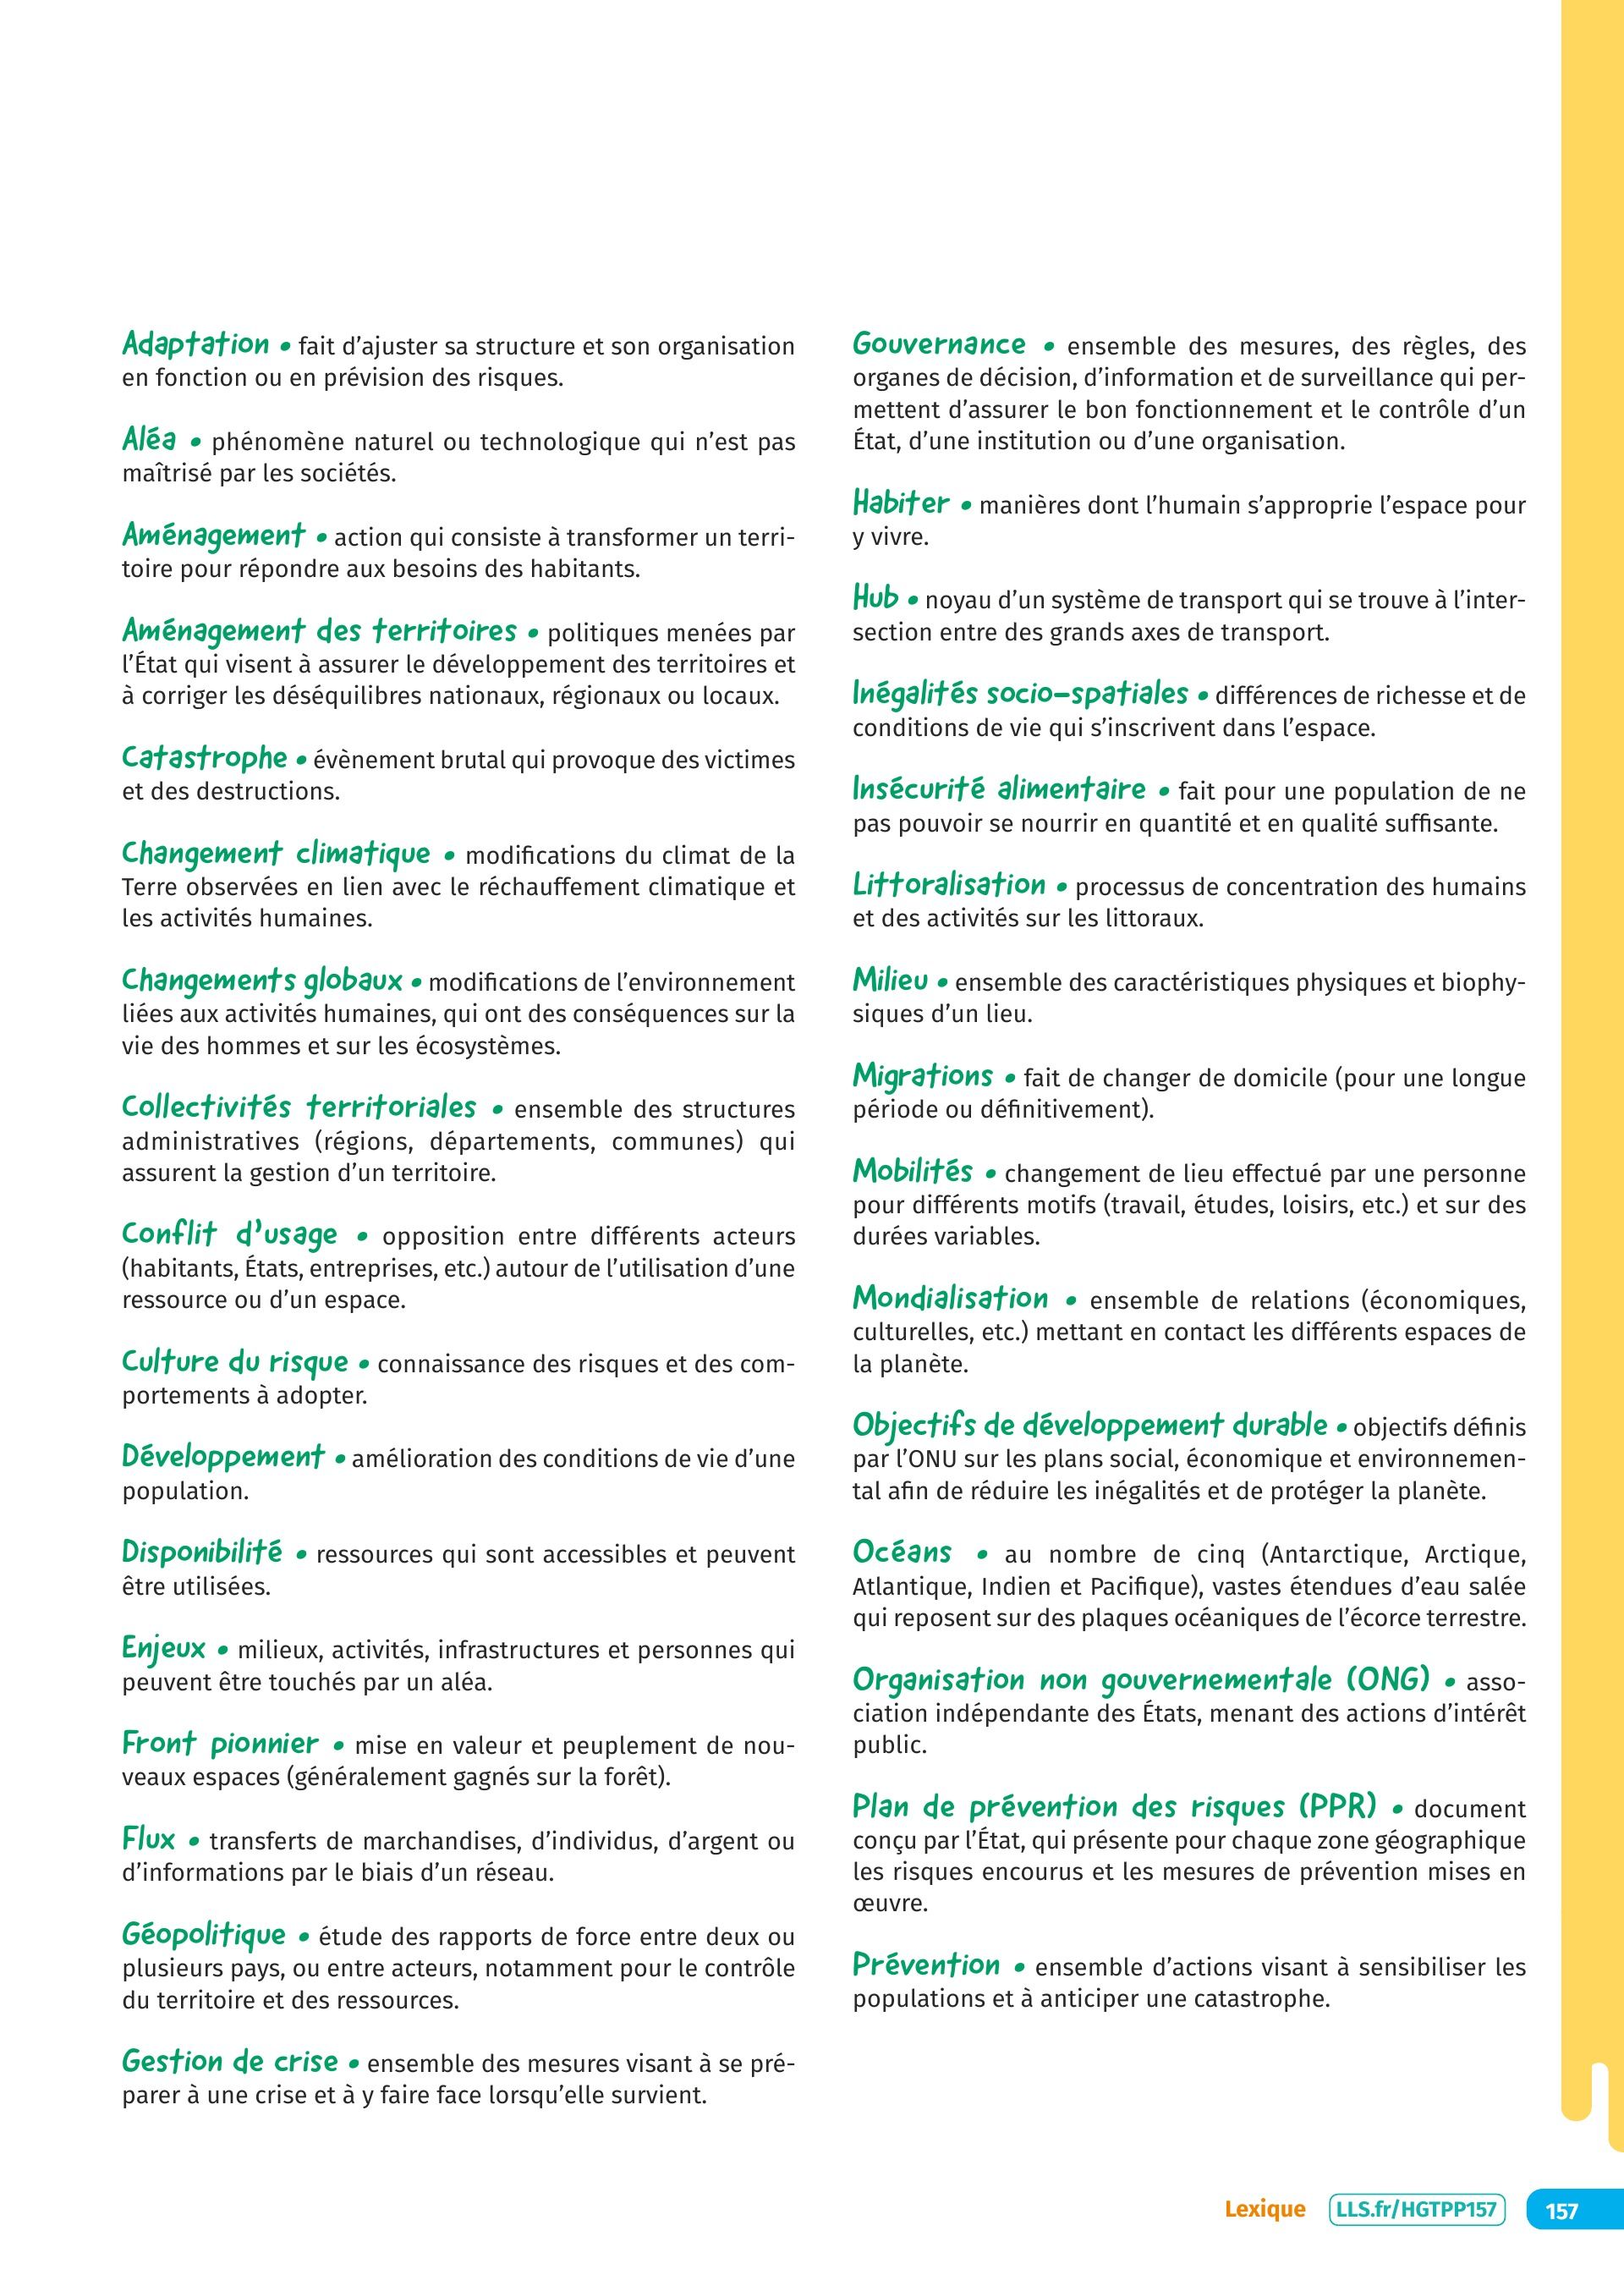 Adaptation • fait d’ajuster sa structure et son organisation
en fonction ou en prévision des risques.
Aléa • phénomène naturel ou technologique qui n’est pas
maîtrisé par les sociétés.
Aménagement • action qui consiste à transformer un terri-
toire pour répondre aux besoins des habitants.
Aménagement des territoires • politiques menées par
l’État qui visent à assurer le développement des territoires et
à corriger les déséquilibres nationaux, régionaux ou locaux.
Catastrophe • évènement brutal qui provoque des victimes
et des destructions.
Changement climatique • modifications du climat de la
Terre observées en lien avec le réchauffement climatique et
les activités humaines.
Changements globaux • modifications de l’environnement
liées aux activités humaines, qui ont des conséquences sur la
vie des hommes et sur les écosystèmes.
Collectivités territoriales • ensemble des structures
administratives (régions, départements, communes) qui
assurent la gestion d’un territoire.
Conflit d’usage • opposition entre différents acteurs
(habitants, États, entreprises, etc.) autour de l’utilisation d’une
ressource ou d’un espace.
Culture du risque • connaissance des risques et des com-
portements à adopter.
Développement • amélioration des conditions de vie d’une
population.
Disponibilité • ressources qui sont accessibles et peuvent
être utilisées.
Enjeux • milieux, activités, infrastructures et personnes qui
peuvent être touchés par un aléa.
Front pionnier • mise en valeur et peuplement de nou-
veaux espaces (généralement gagnés sur la forêt).
Flux • transferts de marchandises, d’individus, d’argent ou
d’informations par le biais d’un réseau.
Géopolitique • étude des rapports de force entre deux ou
plusieurs pays, ou entre acteurs, notamment pour le contrôle
du territoire et des ressources.
Gestion de crise • ensemble des mesures visant à se pré-
parer à une crise et à y faire face lorsqu’elle survient.
Gouvernance • ensemble des mesures, des règles, des
organes de décision, d’information et de surveillance qui per-
mettent d’assurer le bon fonctionnement et le contrôle d’un
État, d’une institution ou d’une organisation.
Habiter • manières dont l’humain s’approprie l’espace pour
y vivre.
Hub • noyau d’un système de transport qui se trouve à l’inter-
section entre des grands axes de transport.
Inégalités socio-spatiales • différences de richesse et de
conditions de vie qui s’inscrivent dans l’espace.
Insécurité alimentaire • fait pour une population de ne
pas pouvoir se nourrir en quantité et en qualité suffisante.
Littoralisation • processus de concentration des humains
et des activités sur les littoraux.
Milieu • ensemble des caractéristiques physiques et biophy-
siques d’un lieu.
Migrations • fait de changer de domicile (pour une longue
période ou définitivement).
Mobilités • changement de lieu effectué par une personne
pour différents motifs (travail, études, loisirs, etc.) et sur des
durées variables.
Mondialisation • ensemble de relations (économiques,
culturelles, etc.) mettant en contact les différents espaces de
la planète.
Objectifs de développement durable • objectifs définis
par l’ONU sur les plans social, économique et environnemen-
tal afin de réduire les inégalités et de protéger la planète.
Océans • au nombre de cinq (Antarctique, Arctique,
Atlantique, Indien et Pacifique), vastes étendues d’eau salée
qui reposent sur des plaques océaniques de l’écorce terrestre.
Organisation non gouvernementale (ONG) • asso-
ciation indépendante des États, menant des actions d’intérêt
public.
Plan de prévention des risques (PPR) • document
conçu par l’État, qui présente pour chaque zone géographique
les risques encourus et les mesures de prévention mises en
œuvre.
Prévention • ensemble d’actions visant à sensibiliser les
populations et à anticiper une catastrophe.
Lexique LLS.fr/HGTPP157 157